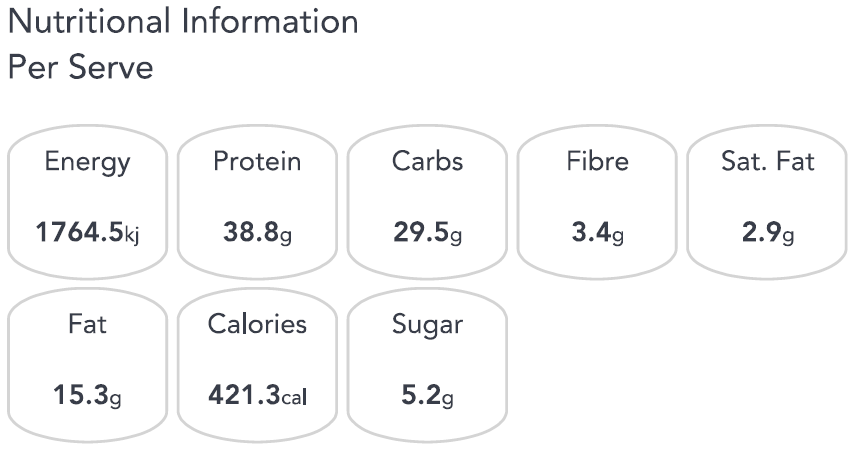 Nutritional Information
Per Serve
Energy Protein Carbs Fibre Sat. Fat
1764.5kj 38.8g 29.5g 3.4g 2.9g
Fat Calories Sugar
15.3g 421.3cal 5.2g